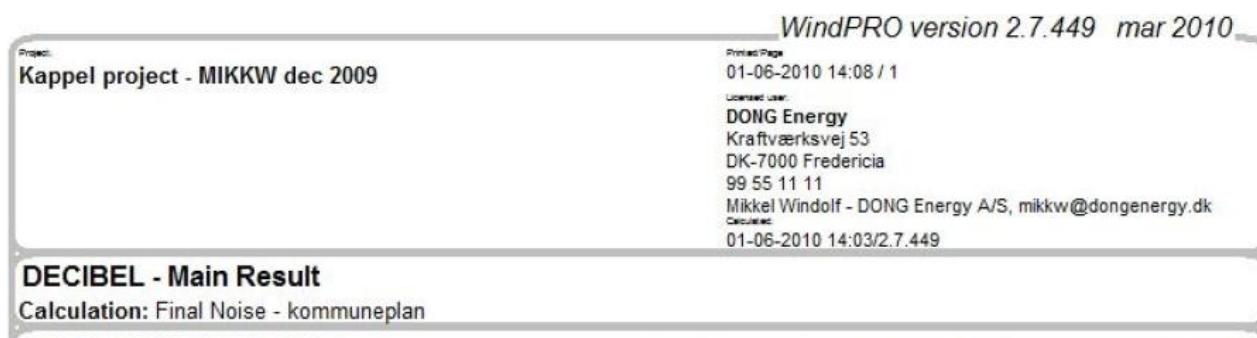 WindPRO version 2.7.449 mar 2010
Project:
Kappel project - MIKKW dec 2009
Printed/Page
01-06-2010 14:08 / 1
Licensed user:
DONG Energy
Kraftværksvej 53
DK-7000 Fredericia
99 55 11 11
Mikkel Windolf - DONG Energy A/S, mikkw@dongenergy.dk
Calculated:
01-06-2010 14:03/2.7.449
DECIBEL - Main Result
Calculation: Final Noise - kommuneplan